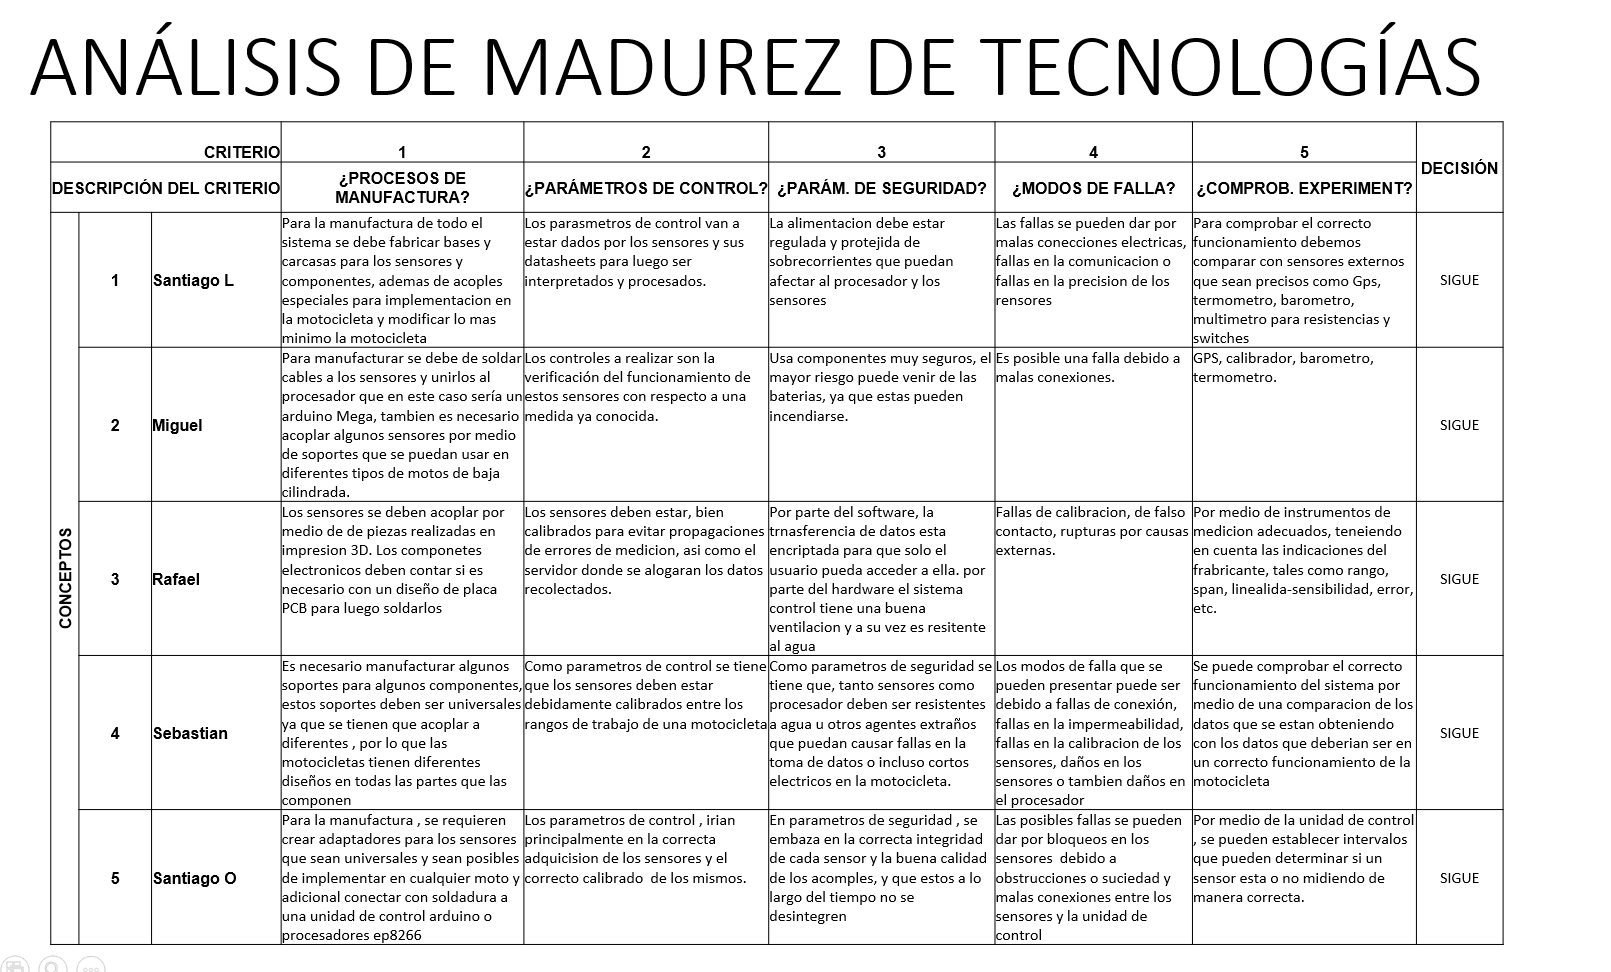 ANÁLISIS DE MADUREZ DE TECNOLOGÍAS
CRITERIO
1
2
3
4
5
DECISIÓN
DESCRIPCIÓN DEL CRITERIO
¿PROCESOS DE
MANUFACTURA?
¿PARÁMETROS DE CONTROL?
¿PARÁM. DE SEGURIDAD?
¿MODOS DE FALLA?
¿COMPROB. EXPERIMENT?
CONCEPTOS
1
Santiago L
Para la manufactura de todo el
sistema se debe fabricar bases y
carcasas para los sensores y
componentes, ademas de acoples
especiales para implementacion en
la motocicleta y modificar lo mas
minimo la motocicleta
Los parasmetros de control van a
estar dados por los sensores y sus
datasheets para luego ser
interpretados y procesados.
La alimentacion debe estar
regulada y protejida de
sobrecorrientes que puedan
afectar al procesador y los
sensores
Las fallas se pueden dar por
malas conecciones electricas,
fallas en la comunicacion o
fallas en la precision de los
rensores
Para comprobar el correcto
funcionamiento debemos
comparar con sensores externos
que sean precisos como Gps,
termometro, barometro,
multimetro para resistencias y
switches
SIGUE
2
Miguel
Para manufacturar se debe de soldar
cables a los sensores y unirlos al
procesador que en este caso sería un
arduino Mega, tambien es necesario
acoplar algunos sensores por medio
de soportes que se puedan usar en
diferentes tipos de motos de baja
cilindrada.
Los controles a realizar son la
verificación del funcionamiento de
estos sensores con respecto a una
medida ya conocida.
Usa componentes muy seguros, el
mayor riesgo puede venir de las
baterias, ya que estas pueden
incendiarse.
Es posible una falla debido a
malas conexiones.
GPS, calibrador, barometro,
termometro.
SIGUE
3
Rafael
Los sensores se deben acoplar por
medio de de piezas realizadas en
impresion 3D. Los componetes
electronicos deben contar si es
necesario con un diseño de placa
PCB para luego soldarlos
Los sensores deben estar, bien
calibrados para evitar propagaciones
de errores de medicion, asi como el
servidor donde se alogaran los datos
recolectados.
Por parte del software, la
trnasferencia de datos esta
encriptada para que solo el
usuario pueda acceder a ella. por
parte del hardware el sistema
control tiene una buena
ventilacion y a su vez es resitente
al agua
Fallas de calibracion, de falso
contacto, rupturas por causas
externas.
Por medio de instrumentos de
medicion adecuados, teneiendo
en cuenta las indicaciones del
frabricante, tales como rango,
span, linealida-sensibilidad, error,
etc.
SIGUE
4
Sebastian
Es necesario manufacturar algunos
soportes para algunos componentes,
estos soportes deben ser universales
ya que se tienen que acoplar a
diferentes , por lo que las
motocicletas tienen diferentes
diseños en todas las partes que las
componen
Como parametros de control se tiene
que los sensores deben estar
debidamente calibrados entre los
rangos de trabajo de una motocicleta
Como parametros de seguridad se
tiene que, tanto sensores como
procesador deben ser resistentes
a agua u otros agentes extraños
que puedan causar fallas en la
toma de datos o incluso cortos
electricos en la motocicleta.
Los modos de falla que se
pueden presentar puede ser
debido a fallas de conexión,
fallas en la impermeabilidad,
fallas en la calibracion de los
sensores, daños en los
sensores o tambien daños en
el procesador
Se puede comprobar el correcto
funcionamiento del sistema por
medio de una comparacion de los
datos que se estan obteniendo
con los datos que deberian ser en
un correcto funcionamiento de la
motocicleta
SIGUE
5
Santiago O
Para la manufactura , se requieren
crear adaptadores para los sensores
que sean universales y sean posibles
de implementar en cualquier moto y
adicional conectar con soldadura a
una unidad de control arduino o
procesadores ep8266
Los parametros de control , irian
principalmente en la correcta
adquicision de los sensores y el
correcto calibrado  de los mismos.
En parametros de seguridad , se
embaza en la correcta integridad
de cada sensor y la buena calidad
de los acomples, y que estos a lo
largo del tiempo no se
desintegren
Las posibles fallas se pueden
dar por bloqueos en los
sensores  debido a
obstrucciones o suciedad y
malas conexiones entre los
sensores y la unidad de
control
Por medio de la unidad de control
, se pueden establecer intervalos
que pueden determinar si un
sensor esta o no midiendo de
manera correcta.
SIGUE